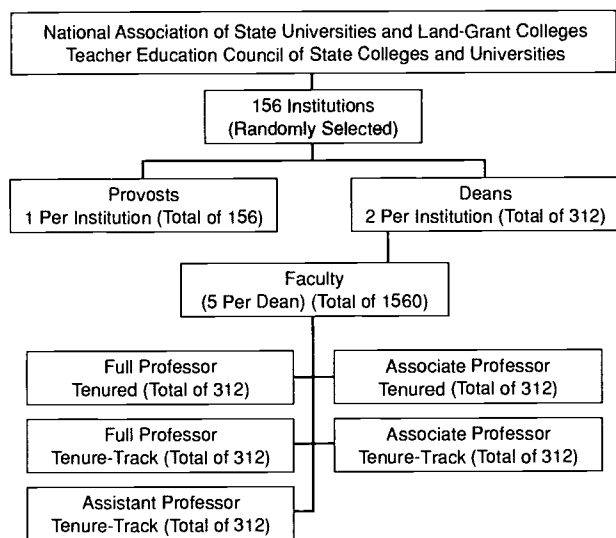 National Association of State Universities and Land-Grant Colleges
Teacher Education Council of State Colleges and Universities
156 Institutions
(Randomly Selected)
Provosts
1 Per Institution (Total of 156)
Deans
2 Per Institution (Total of 312)
Faculty
(5 Per Dean) (Total of 1560)
Full Professor
Tenured (Total of 312)
Associate Professor
Tenured (Total of 312)
Full Professor
Tenure-Track (Total of 312)
Associate Professor
Tenure-Track (Total of 312)
Assistant Professor
Tenure-Track (Total of 312)